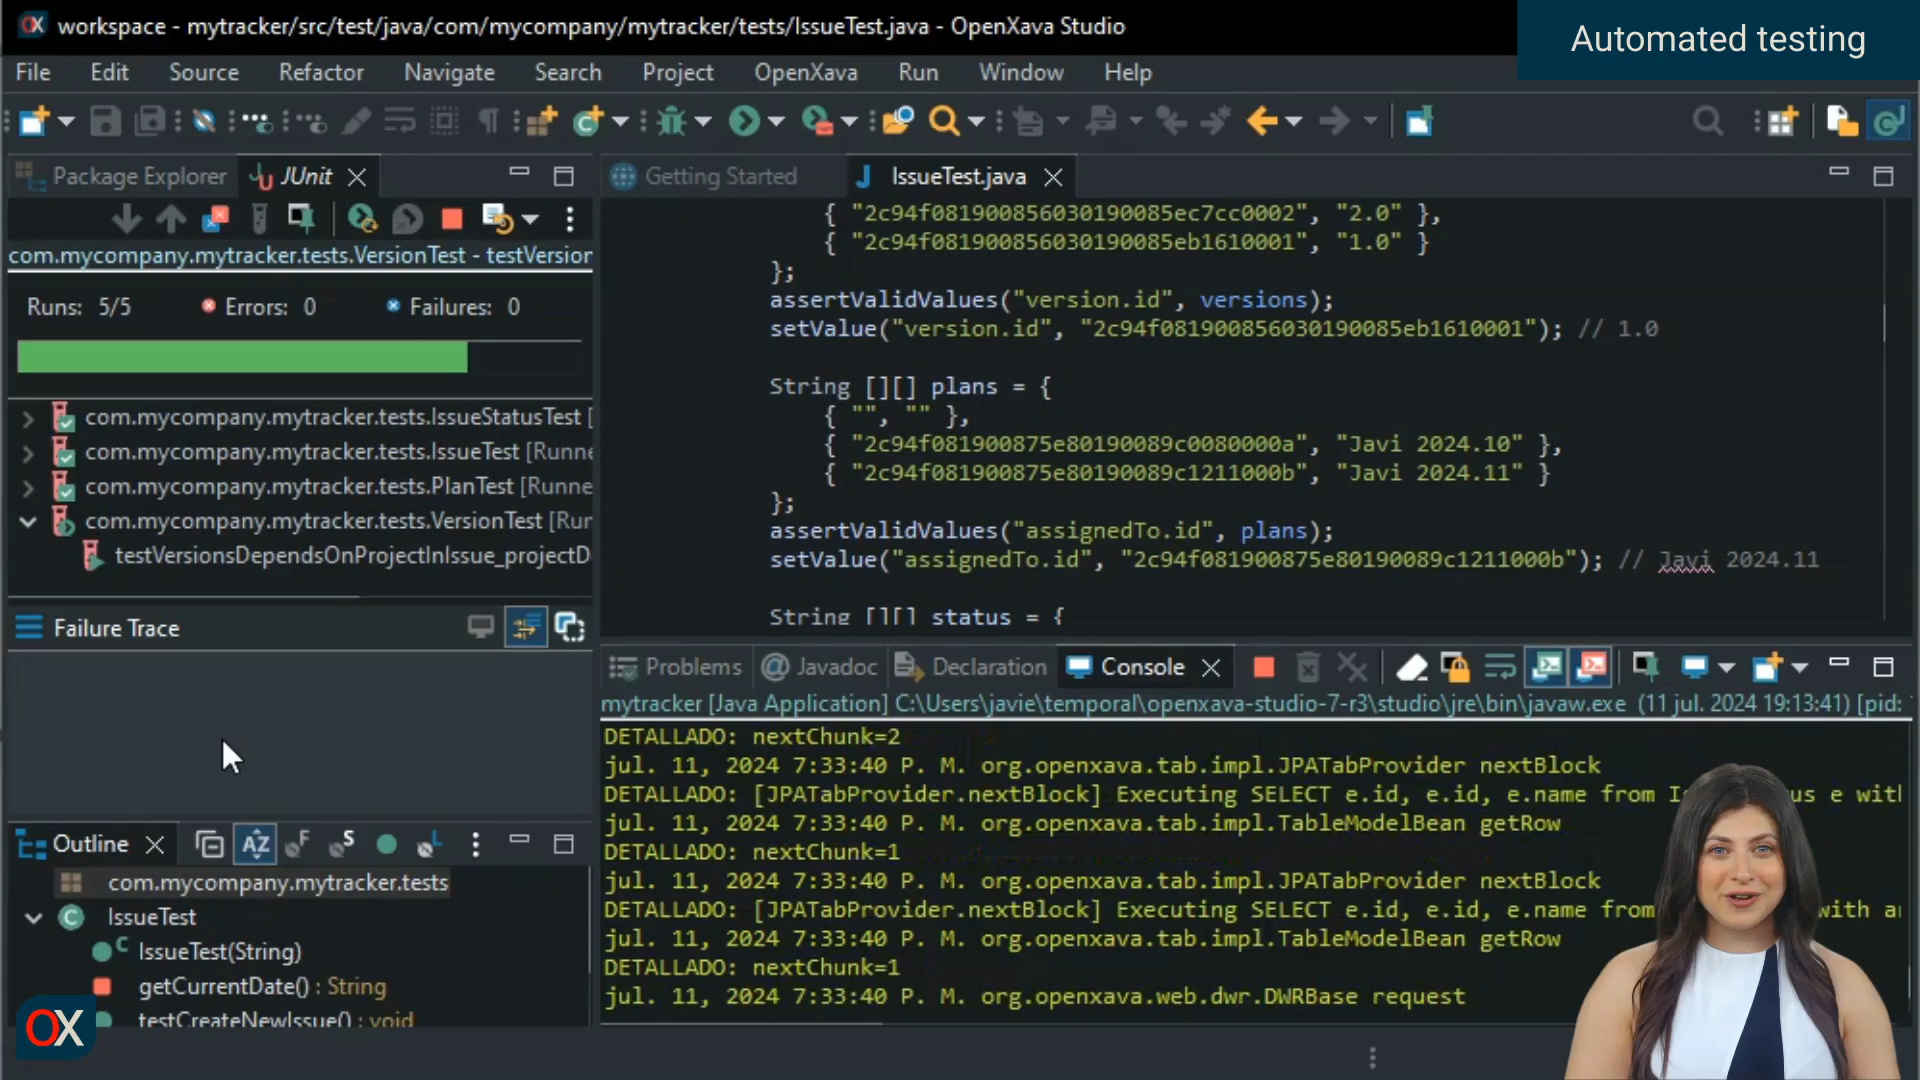 workspace - mytracker/src/test/java/com/mycompany/mytracker/tests/IssueTest.java - OpenXava Studio
Automated testing
File Edit Source Refactor Navigate Search Project OpenXava Run Window Help
Package Explorer JUnit
com.mycompany.mytracker.tests.VersionTest - testVersion
Runs: 5/5 Errors: 0 Failures: 0
com.mycompany.mytracker.tests.IssueStatusTest [
com.mycompany.mytracker.tests.IssueTest [Runne
com.mycompany.mytracker.tests.PlanTest [Runne
com.mycompany.mytracker.tests.VersionTest [Rur
testVersionsDependsOnProjectInIssue_projectD
Failure Trace
Outline
com.mycompany.mytracker.tests
IssueTest
IssueTest(String)
getCurrentDate() : String
testCreateNewIssue() : void
OX
Getting Started IssueTest.java
{ "2c94f081900856030190085ec7cc0002", "2.0" },
{ "2c94f081900856030190085eb1610001", "1.0" }
};
assertValidValues("version.id", versions);
setValue("version.id", "2c94f081900856030190085eb1610001"); // 1.0
String [][] plans = {
{ "", "" },
{ "2c94f081900875e80190089c0080000a", "Javi 2024.10" },
{ "2c94f081900875e80190089c1211000b", "Javi 2024.11" }
};
assertValidValues("assignedTo.id", plans);
setValue("assignedTo.id", "2c94f081900875e80190089c1211000b"); // Javi 2024.11
String [][] status = {
Problems Javadoc Declaration Console
mytracker [Java Application] C:\Users\javie\temporal\openxava-studio-7-r3\studio\jre\bin\javaw.exe (11 jul. 2024 19:13:41) [pid:
DETALLADO: nextChunk=2
jul. 11, 2024 7:33:40 P. M. org.openxava.tab.impl.JPATabProvider nextBlock
DETALLADO: [JPATabProvider.nextBlock] Executing SELECT e.id, e.id, e.name from Is us e with
jul. 11, 2024 7:33:40 P. M. org.openxava.tab.impl.TableModelBean getRow
DETALLADO: nextChunk=1
jul. 11, 2024 7:33:40 P. M. org.openxava.tab.impl.JPATabProvider nextBlock
DETALLADO: [JPATabProvider.nextBlock] Executing SELECT e.id, e.id, e.name from with a
jul. 11, 2024 7:33:40 P. M. org.openxava.tab.impl.TableModelBean getRow
DETALLADO: nextChunk=1
jul. 11, 2024 7:33:40 P. M. org.openxava.web.dwr.DWRBase request